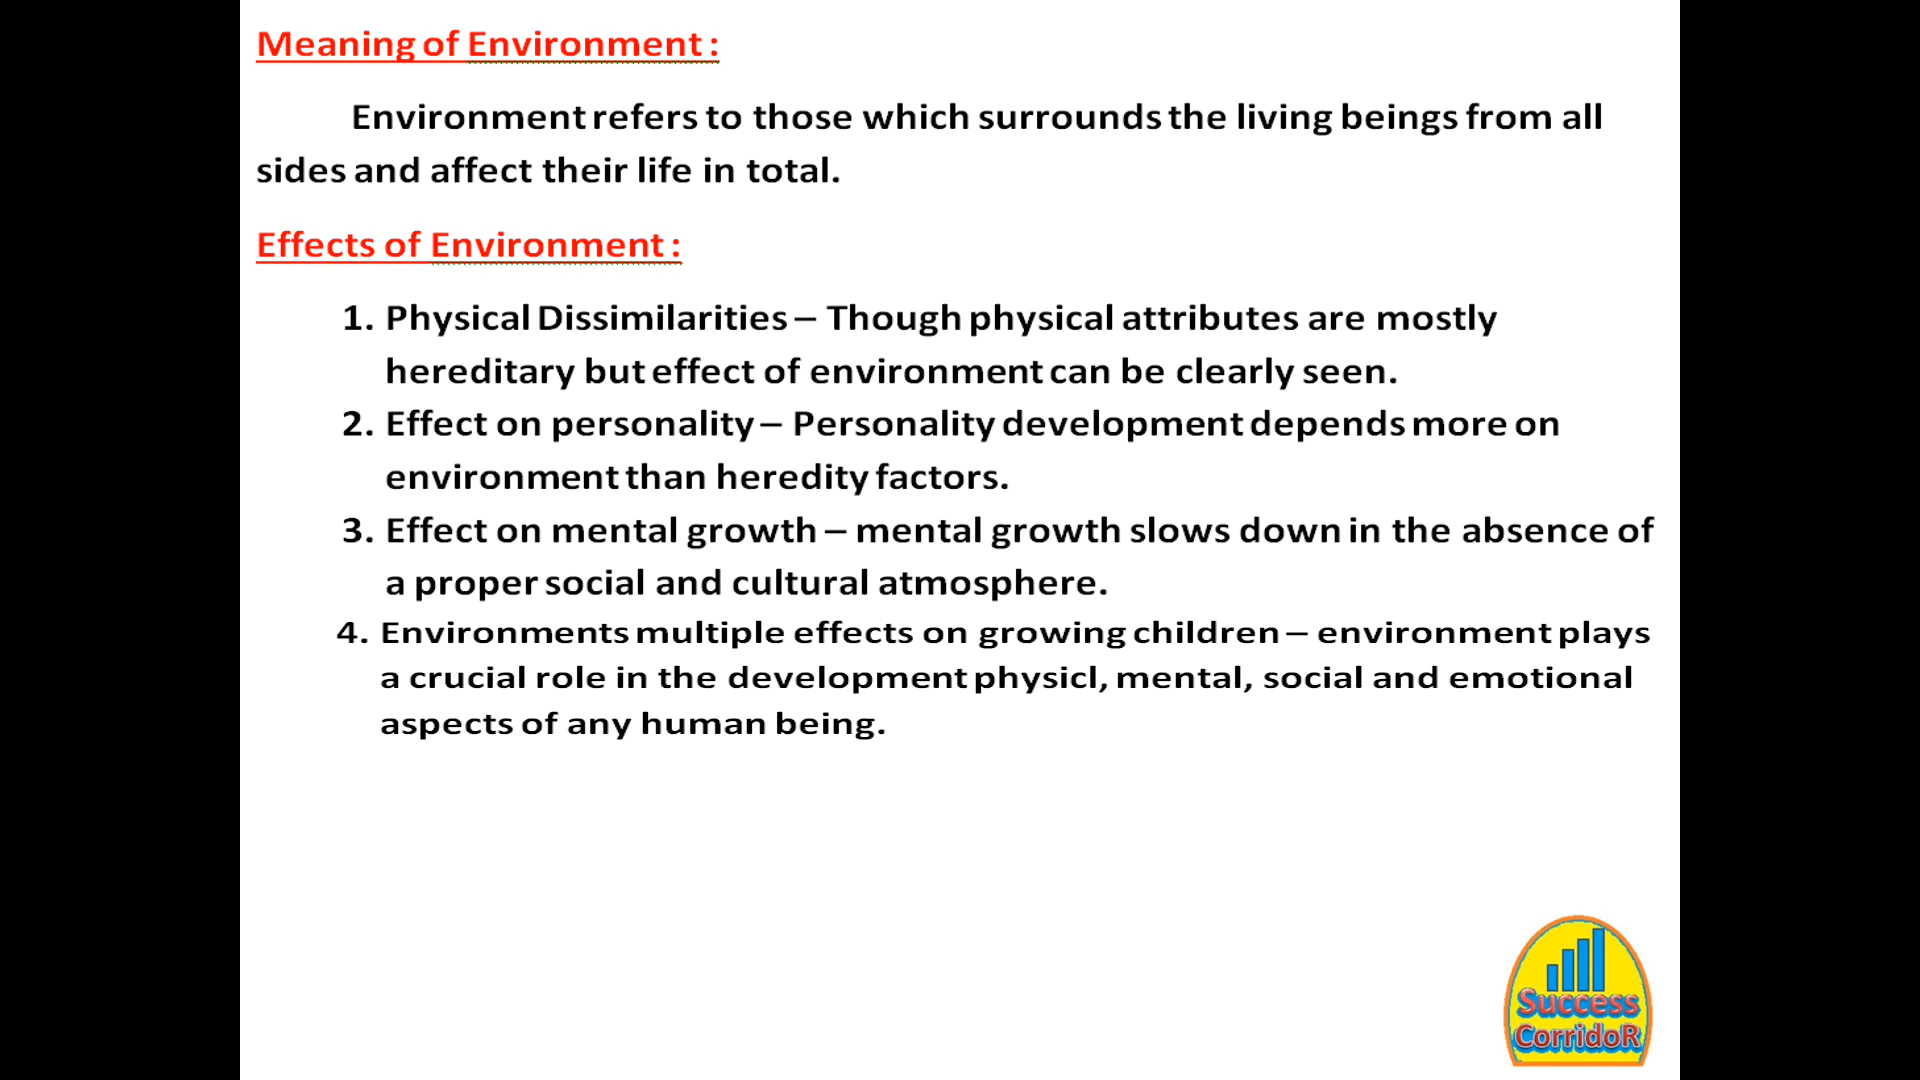 Meaning of Environment :
Environment refers to those which surrounds the living beings from all
sides and affect their life in total.
Effects of Environment :
1. Physical Dissimilarities – Though physical attributes are mostly
hereditary but effect of environment can be clearly seen.
2. Effect on personality – Personality development depends more on
environment than heredity factors.
3. Effect on mental growth – mental growth slows down in the absence of
a proper social and cultural atmosphere.
4. Environments multiple effects on growing children – environment plays
a crucial role in the development physicl, mental, social and emotional
aspects of any human being.
Success
CorridoR